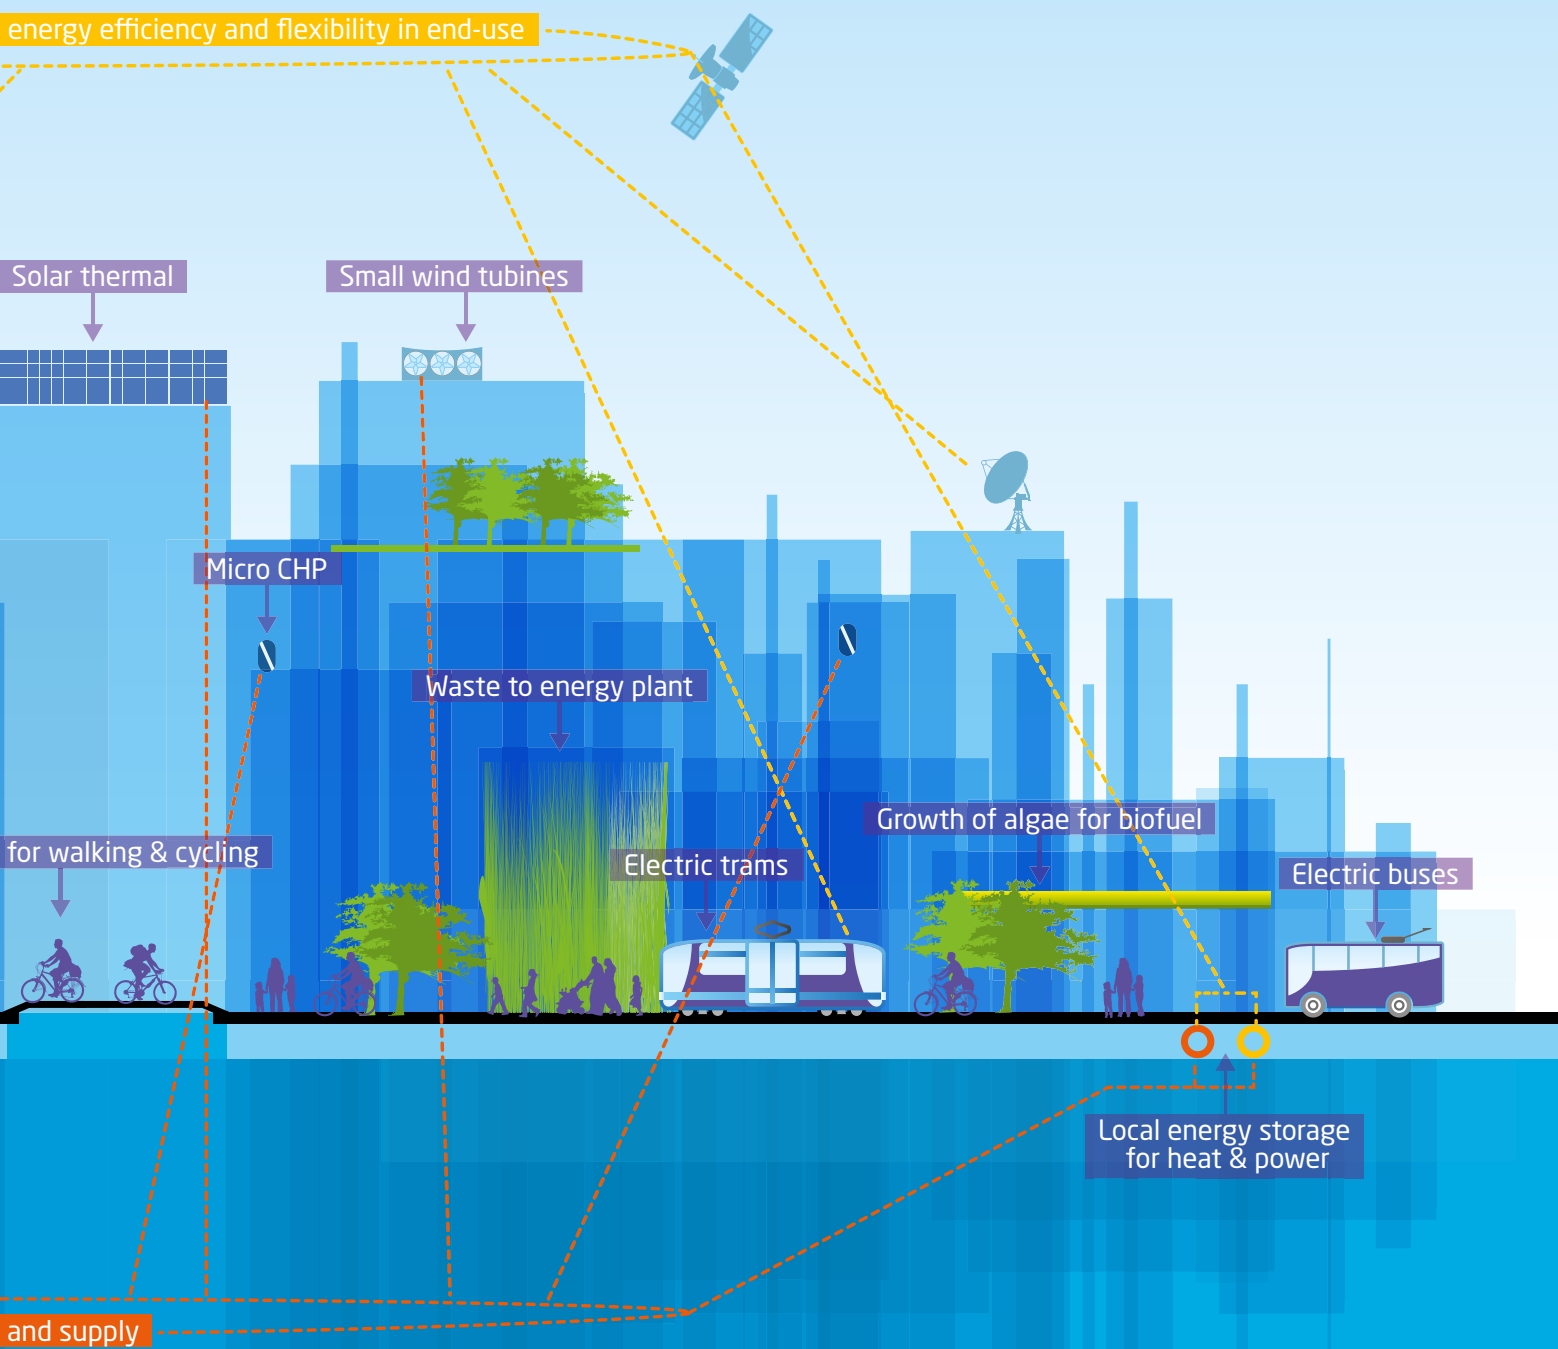 energy efficiency and flexibility in end-use
Solar thermal
Small wind tubines
Micro CHP
Waste to energy plant
Growth of algae for biofuel
for walking & cycling
Electric trams
Electric buses
Local energy storage
for heat & power
and supply